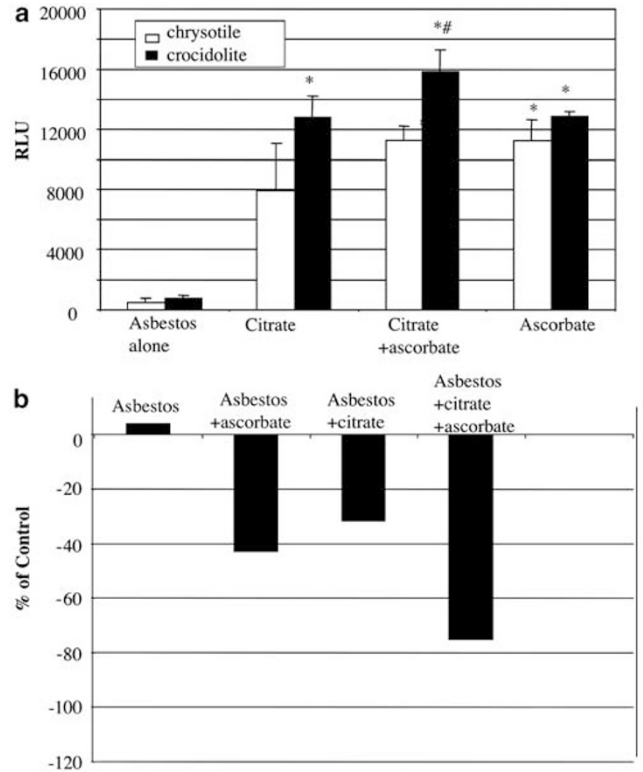 a
20000
chrysotile
crocidolite
*#
16000
*
*
*
12000
RLU
8000
4000
0
Asbestos
alone
Citrate
Citrate
+ascorbate
Ascorbate
b
Asbestos
Asbestos
+ascorbate
Asbestos
+citrate
Asbestos
+citrate
+ascorbate
0
-20
-40
% of Control
-60
-80
-100
-120